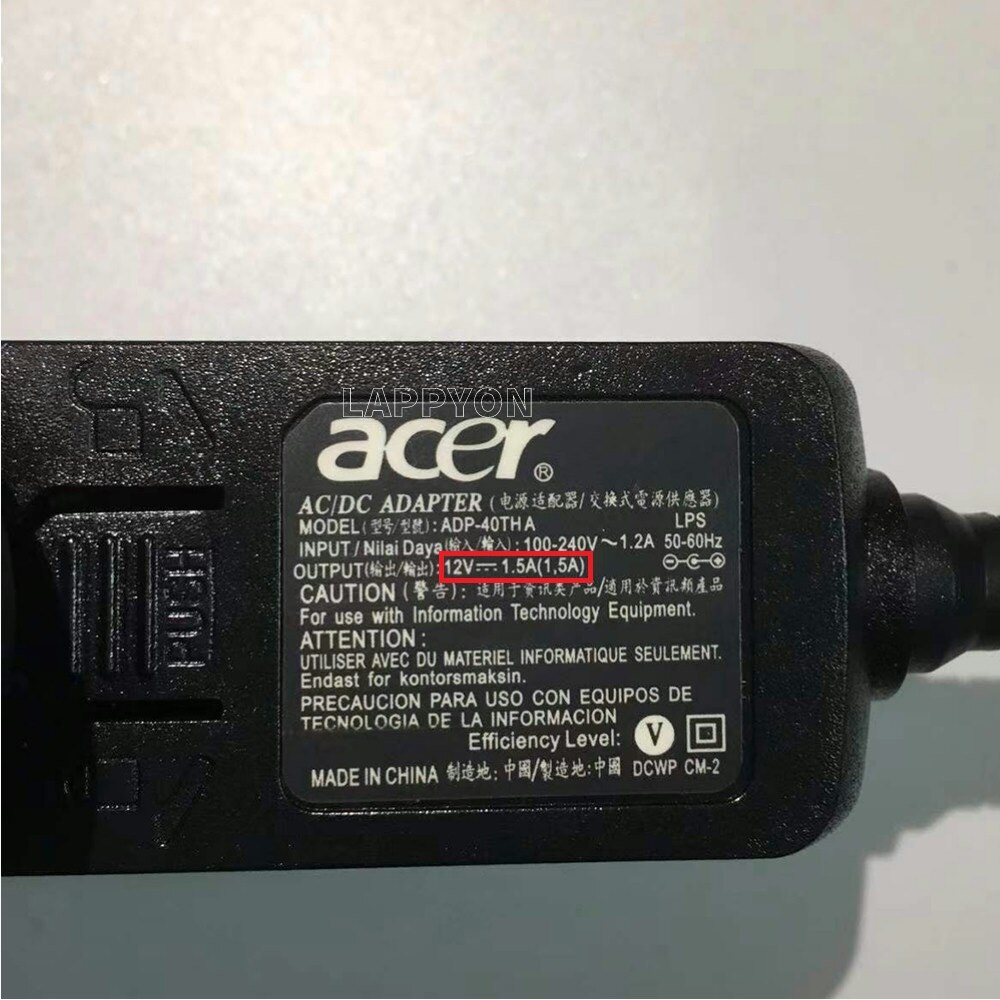 LAPPYON
acer®
AC/DC ADAPTER (电源适配器/交換式電源供應器)
MODEL (型号/型號): ADP-40TH A LPS
INPUT / Nilai Daya (输入/輸入): 100-240V ~ 1.2A 50-60Hz
OUTPUT (输出/輸出): 12V⎓1.5A(1,5A)
CAUTION (警告): 适用于资讯类产品/適用於資訊類產品
For use with Information Technology Equipment.
ATTENTION :
UTILISER AVEC DU MATERIEL INFORMATIQUE SEULEMENT.
Endast for kontorsmaksin.
PRECAUCION PARA USO CON EQUIPOS DE
TECNOLOGIA DE LA INFORMACION
Efficiency Level: V
MADE IN CHINA 制造地: 中國/製造地: 中國 DCWP CM-2
PUSH